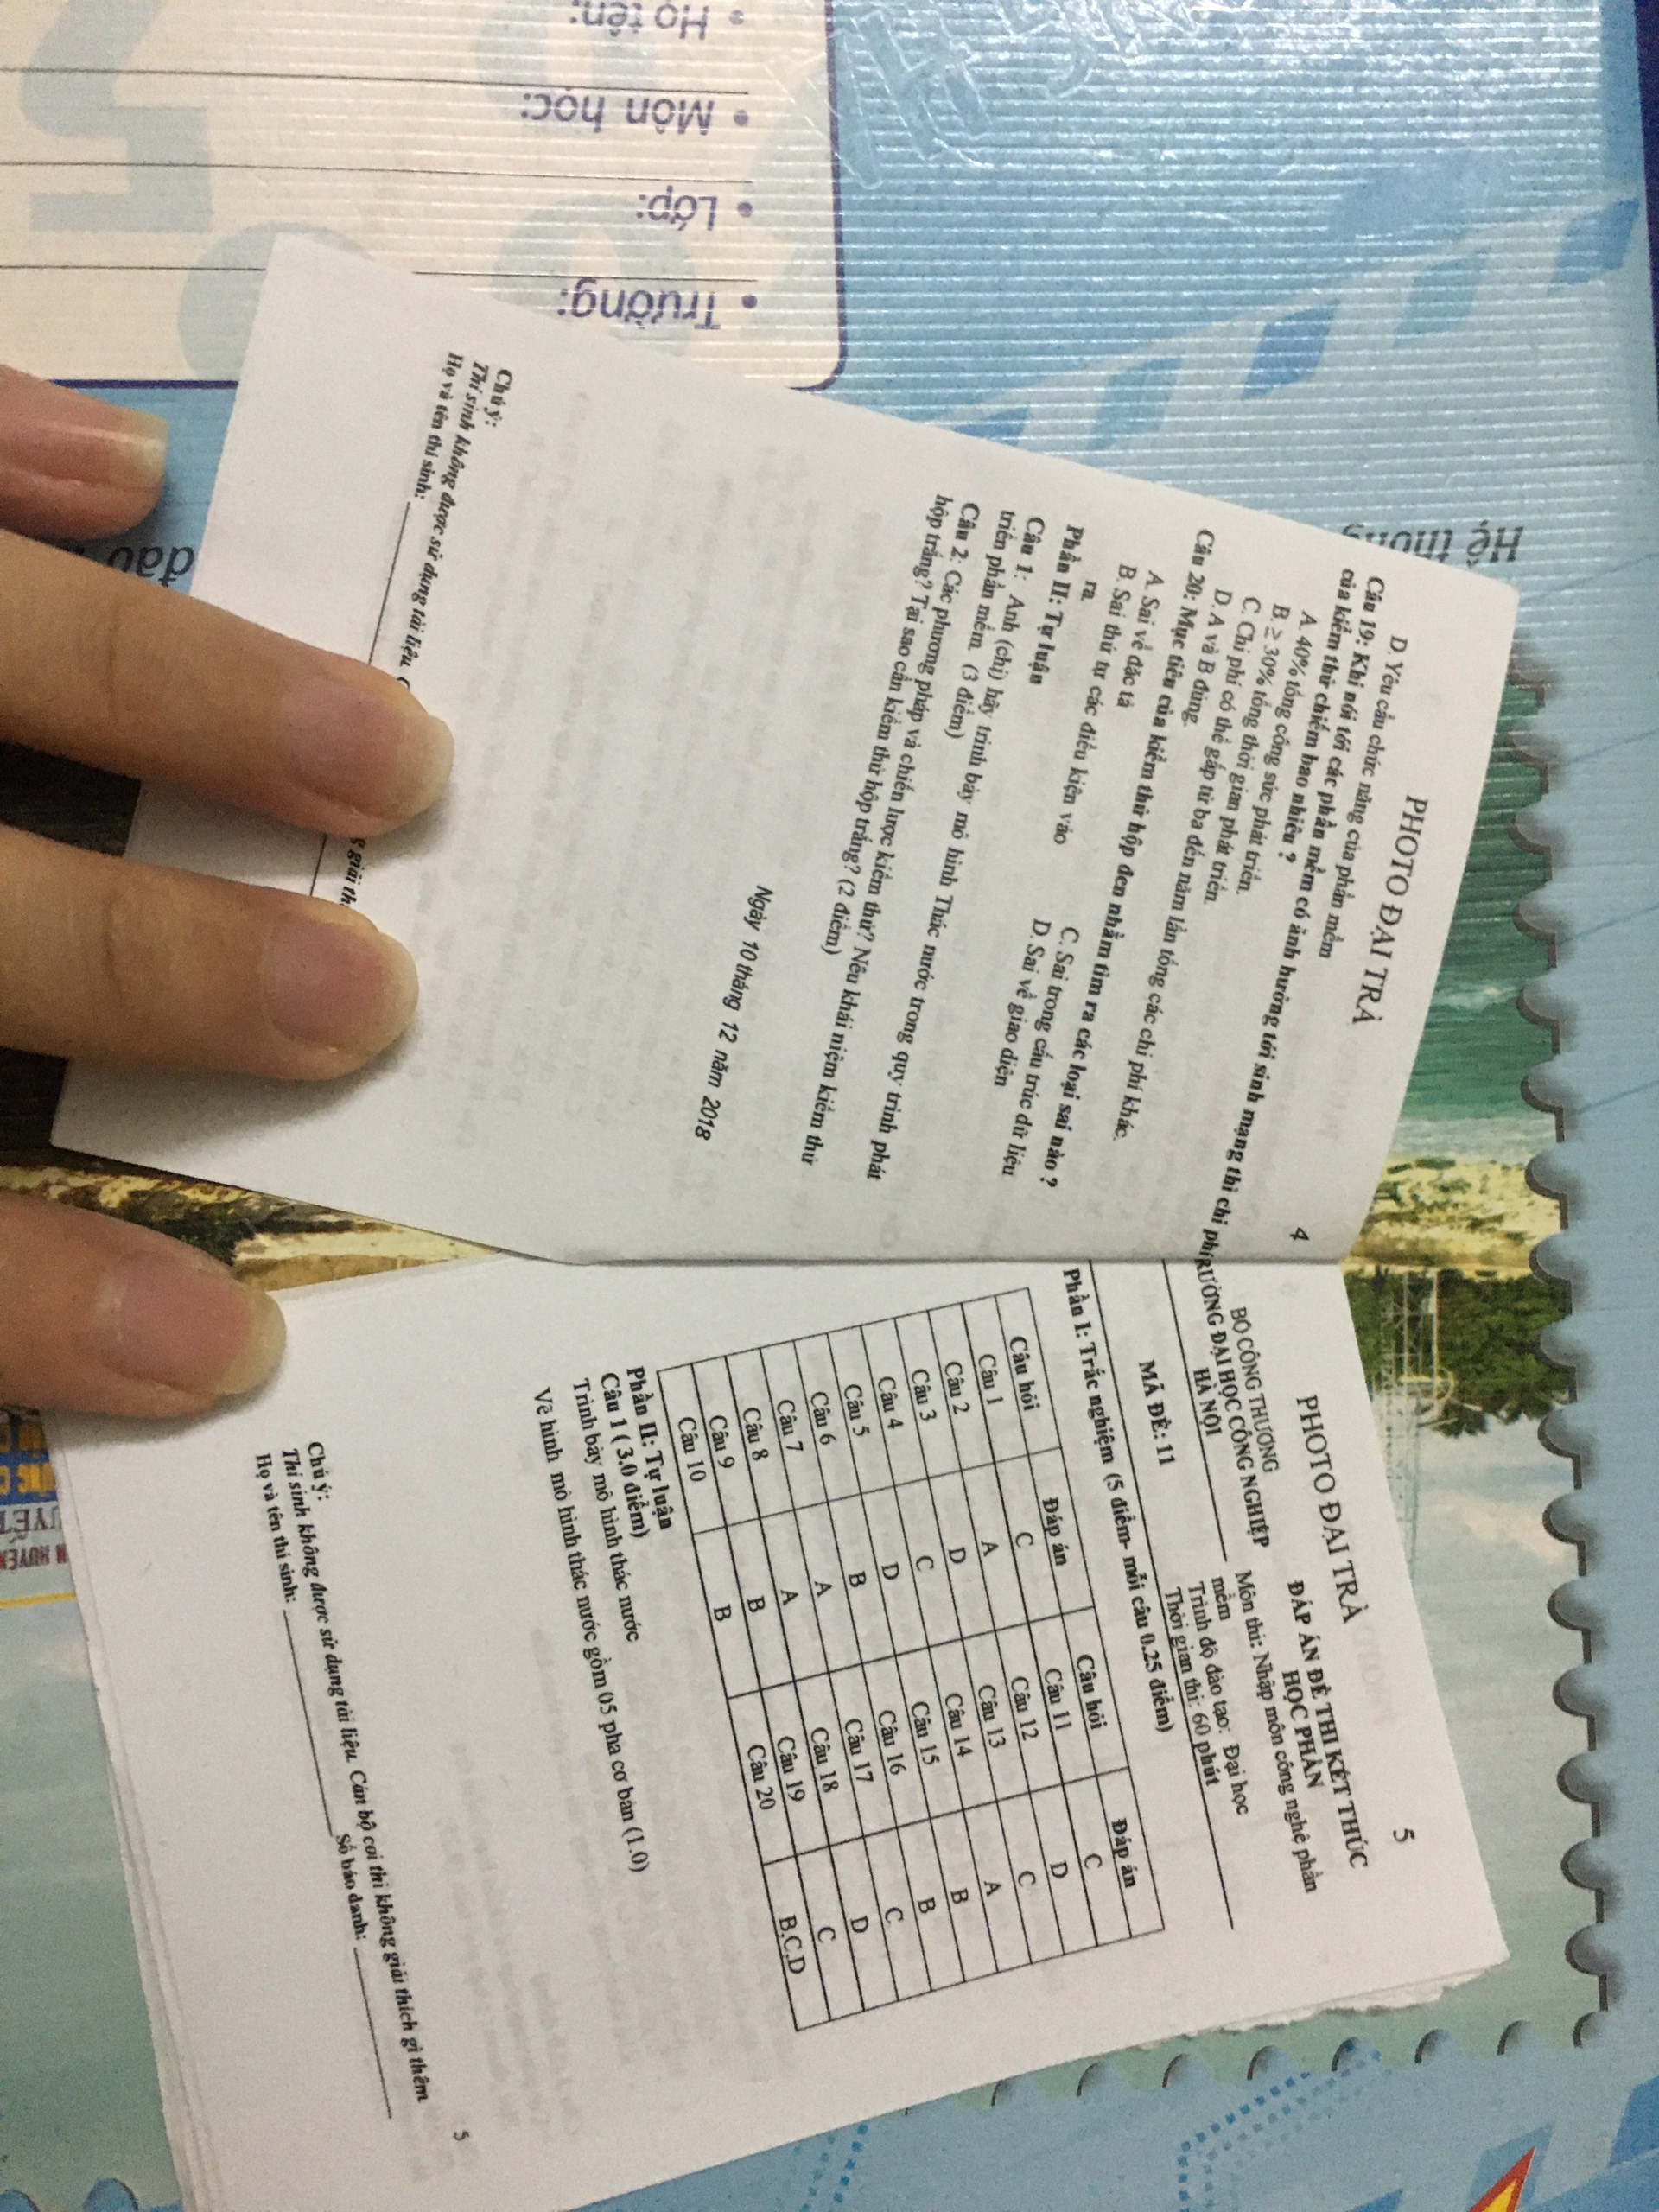 PHOTO ĐẠI TRÀ
D. Yêu cầu chức năng của phần mềm
4
Câu 19: Khi nói tới các phần mềm có ảnh hưởng tới sinh mạng thì chi phí
của kiểm thử chiếm bao nhiêu ?
A. 40% tổng công sức phát triển.
B. ≥ 30% tổng thời gian phát triển.
C. Chi phí có thể gấp từ ba đến năm lần tổng các chi phí khác.
D. A và B đúng.
Câu 20: Mục tiêu của kiểm thử hộp đen nhằm tìm ra các loại sai nào ?
A. Sai về đặc tả
B. Sai thứ tự các điều kiện vào
ra.
C. Sai trong cấu trúc dữ liệu
D. Sai về giao diện
Phần II: Tự luận
Câu 1: Anh (chị) hãy trình bày mô hình Thác nước trong quy trình phát
triển phần mềm. (3 điểm)
Câu 2: Các phương pháp và chiến lược kiểm thử? Nêu khái niệm kiểm thử
hộp trắng? Tại sao cần kiểm thử hộp trắng? (2 điểm)
Ngày 10 tháng 12 năm 2018
Chú ý:
Thí sinh không được sử dụng tài liệu.
giải
Họ và tên thí sinh:
5
PHOTO ĐẠI TRÀ
BỘ CÔNG THƯƠNG
RƯỜNG ĐẠI HỌC CÔNG NGHIỆP
HÀ NỘI
MÃ ĐỀ: 11
ĐÁP ÁN ĐỀ THI KẾT THÚC
HỌC PHẦN
Môn thi: Nhập môn công nghệ phần
mềm
Trình độ đào tạo: Đại học
Thời gian thi: 60 phút
Phần I: Trắc nghiệm (5 điểm- mỗi câu 0.25 điểm)
Câu hỏi Đáp án Câu hỏi Đáp án
Câu 1 C Câu 11 C
Câu 2 A Câu 12 D
Câu 3 D Câu 13 C
Câu 4 C Câu 14 A
Câu 5 D Câu 15 B
Câu 6 B Câu 16 B
Câu 7 A Câu 17 C
Câu 8 A Câu 18 D
Câu 9 B Câu 19 C
Câu 10 B Câu 20 B,C,D
Phần II: Tự luận
Câu 1 ( 3.0 điểm)
Trình bày mô hình thác nước
Vẽ hình mô hình thác nước gồm 05 pha cơ bản (1.0)
5
Chú ý:
Thí sinh không được sử dụng tài liệu. Cán bộ coi thi không giải thích gì thêm
Họ và tên thí sinh: Số báo danh:
Trường:
Lớp:
Môn học:
Họ tên:
Hệ thống